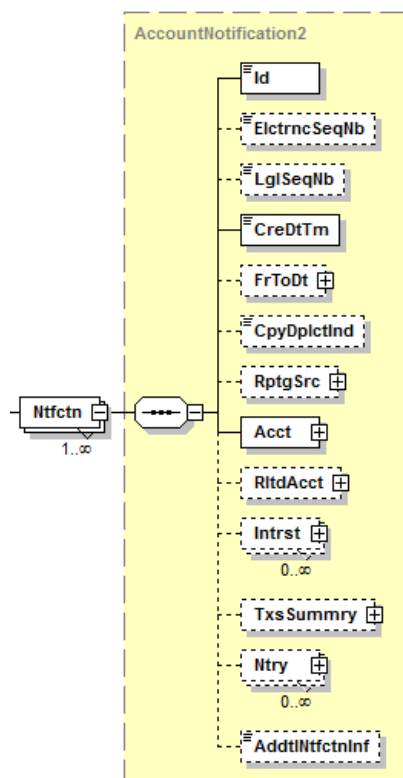 AccountNotification2
Id
ElctrncSeqNb
LglSeqNb
CreDtTm
FrToDt
CpyDplctInd
RptgSrc
Ntfctn
1..∞
Acct
RltdAcct
Intrst
0..∞
TxsSummry
Ntry
0..∞
AddtlNtfctnInf